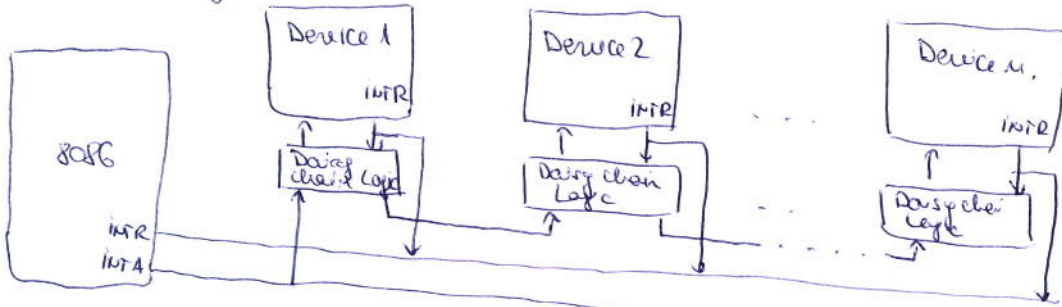 8086
INTR
INTA
Device 1
INTR
Daisy
chain Logic
Device 2
INTR
Daisy chain
Logic
. . .
. . .
Device n.
INTR
Daisy chain
Logic